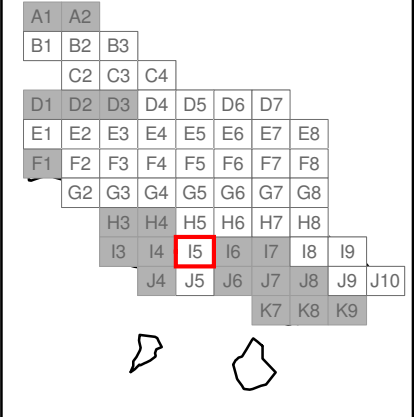 A1 A2
B1 B2 B3
C2 C3 C4
D1 D2 D3 D4 D5 D6 D7
E1 E2 E3 E4 E5 E6 E7 E8
F1 F2 F3 F4 F5 F6 F7 F8
G2 G3 G4 G5 G6 G7 G8
H3 H4 H5 H6 H7 H8
I3 I4 I5 I6 I7 I8 I9
J4 J5 J6 J7 J8 J9 J10
K7 K8 K9